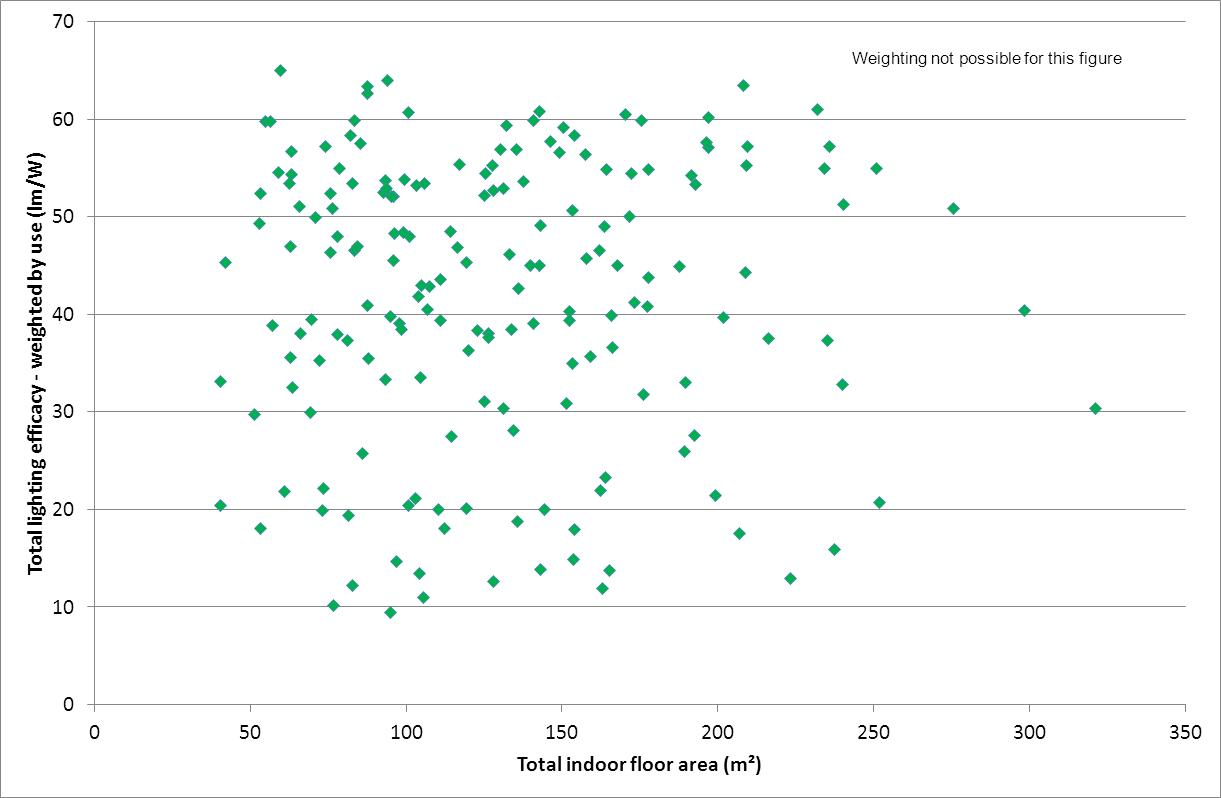 70
Weighting not possible for this figure
60
50
40
30
20
10
0
Total lighting efficacy - weighted by use (lm/W)
0 50 100 150 200 250 300 350
Total indoor floor area (m²)